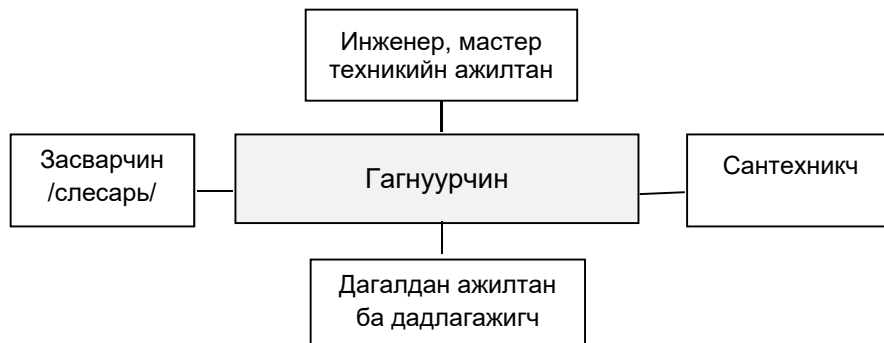 Инженер, мастер
техникийн ажилтан
Засварчин
/слесарь/
Гагнуурчин
Сантехникч
Дагалдан ажилтан
ба дадлагажигч